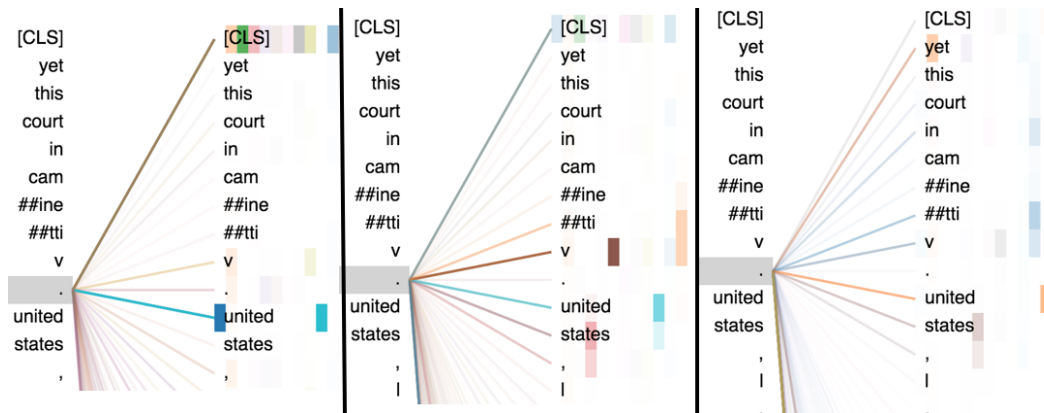 [CLS] [CLS]
yet yet
this this
court court
in in
cam cam
##ine ##ine
##tti ##tti
v v
. .
united united
states states
, ,
[CLS] [CLS]
yet yet
this this
court court
in in
cam cam
##ine ##ine
##tti ##tti
v v
. .
united united
states states
, ,
l l
[CLS] [CLS]
yet yet
this this
court court
in in
cam cam
##ine ##ine
##tti ##tti
v v
. .
united united
states states
, ,
l l
. .